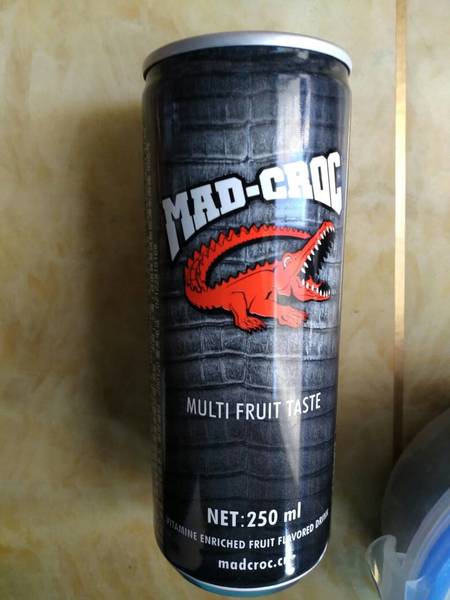 MAD-CROC
MULTI FRUIT TASTE
NET:250 ml
VITAMINE ENRICHED FRUIT FLAVORED DRINK